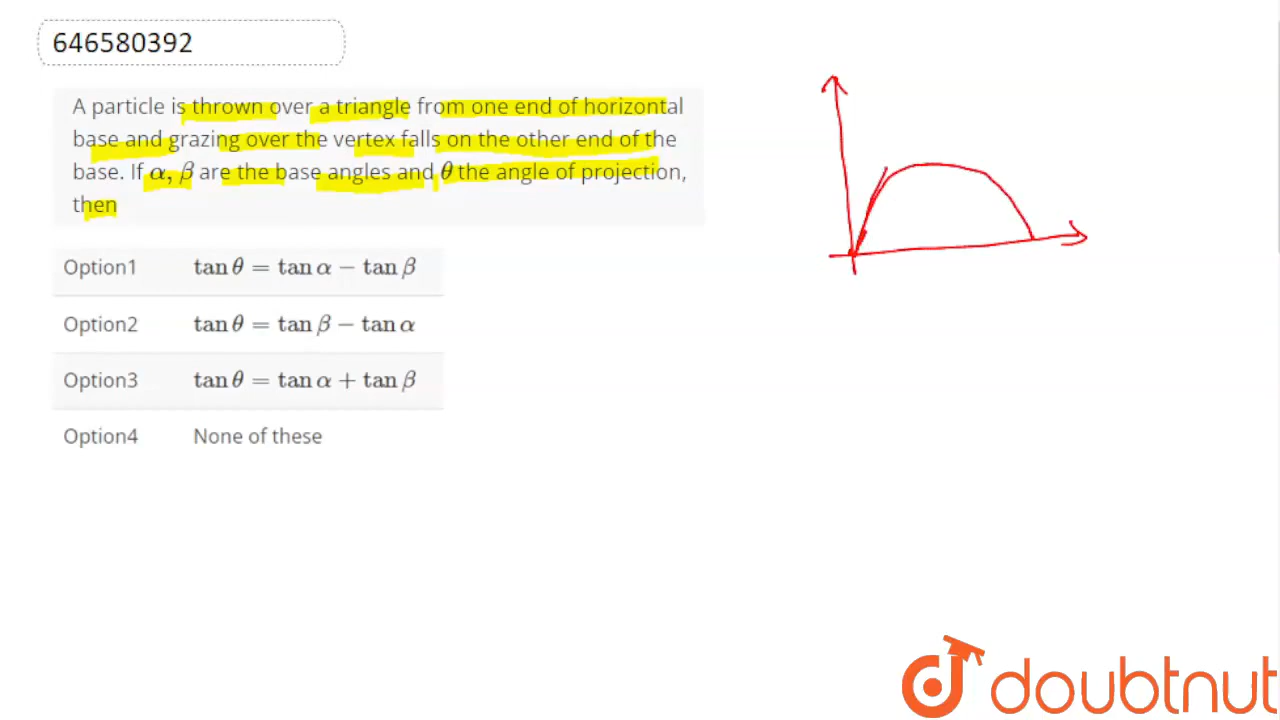 646580392
A particle is thrown over a triangle from one end of horizontal
base and grazing over the vertex falls on the other end of the
base. If α, β are the base angles and θ the angle of projection,
then
Option1 tan θ = tan α − tan β
Option2 tan θ = tan β − tan α
Option3 tan θ = tan α + tan β
Option4 None of these
doubtnut